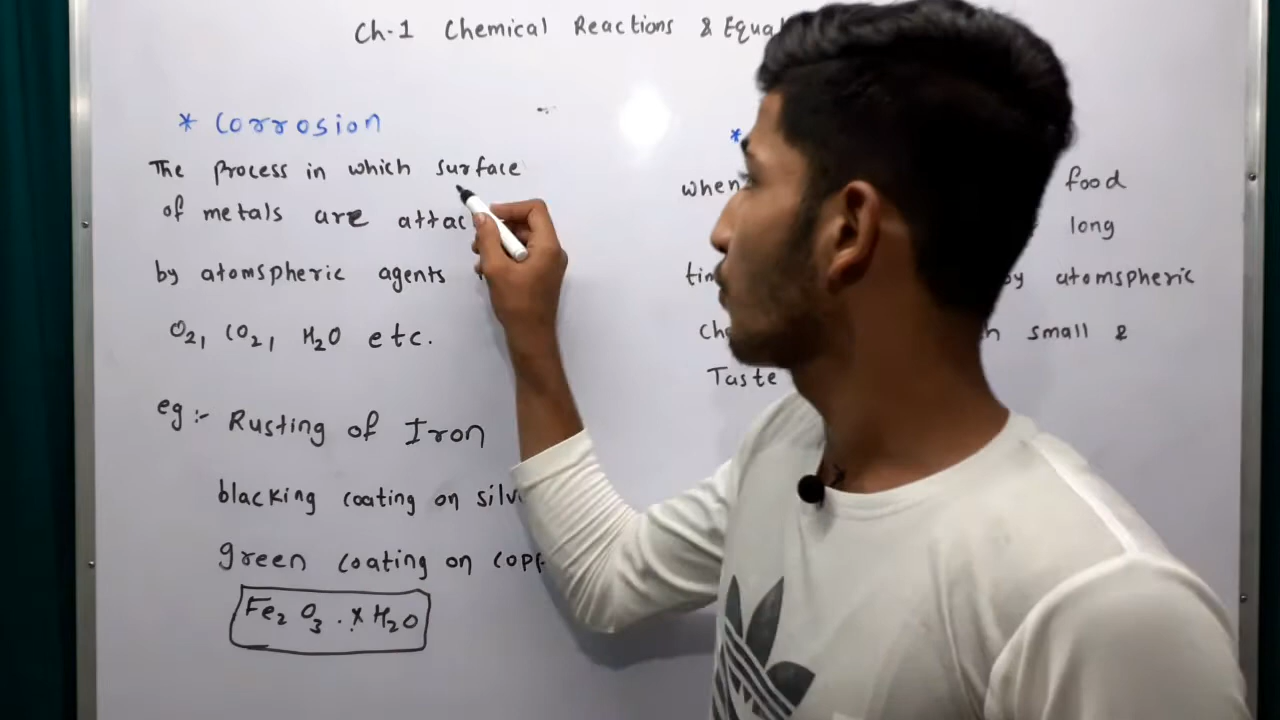 Ch-1 Chemical Reactions & Equa
* Corrosion
The process in which surface
of metals are attac
by atomspheric agents
O2, CO2, H2O etc.
eg:- Rusting of Iron
blacking coating on silv
green coating on copp
Fe2 O3 . x H2O
*
when food
long
by atomspheric
small &
Taste